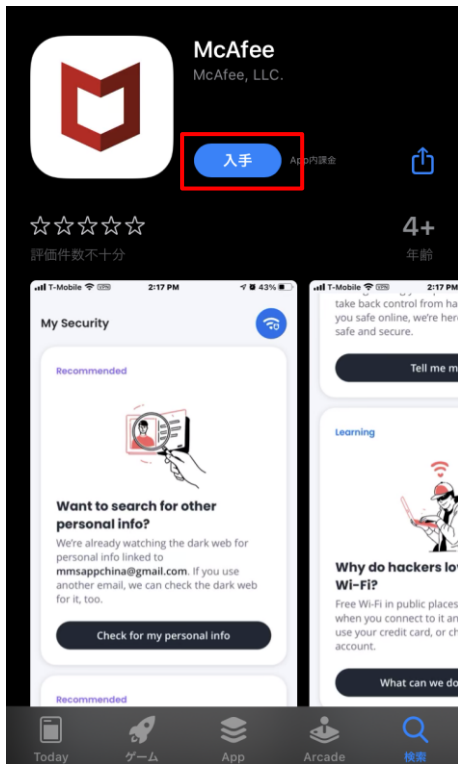 McAfee
McAfee, LLC.
入手
App内課金
☆☆☆☆☆
4+
評価件数不十分
年齢
T-Mobile
VPN
2:17 PM
43%
My Security
Recommended
Want to search for other
personal info?
We're already watching the dark web for
personal info linked to
mmsappchina@gmail.com. If you use
another email, we can check the dark web
for it, too.
Check for my personal info
Recommended
T-Mobile
VPN
2:17 PM
take back control from ha
you safe online, we're here
safe and secure.
Tell me m
Learning
Why do hackers lov
Wi-Fi?
Free Wi-Fi in public places
when you connect to it an
use your credit card, or ch
account.
What can we do
Today
ゲーム
App
Arcade
検索